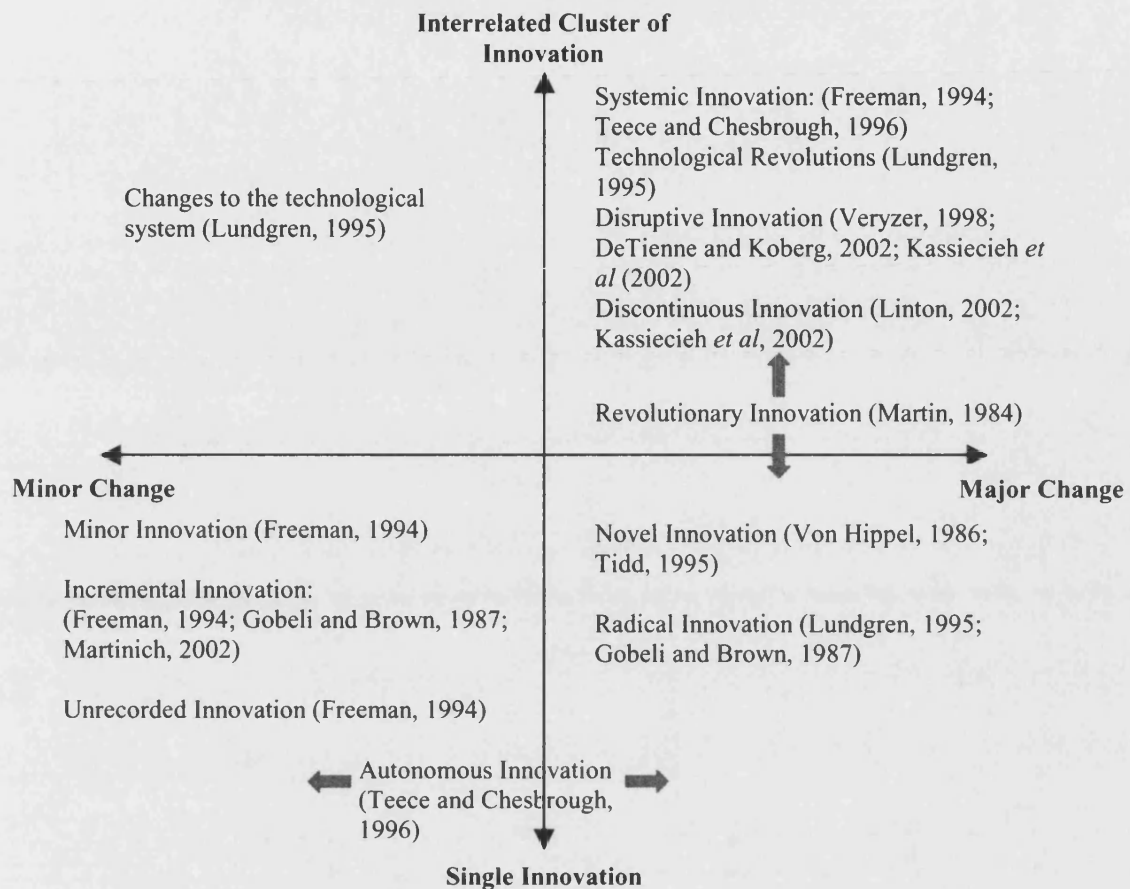 Interrelated Cluster of
Innovation
Systemic Innovation: (Freeman, 1994;
Teece and Chesbrough, 1996)
Technological Revolutions (Lundgren,
1995)
Disruptive Innovation (Veryzer, 1998;
DeTienne and Koberg, 2002; Kassiecieh et
al (2002)
Discontinuous Innovation (Linton, 2002;
Kassiecieh et al, 2002)
Changes to the technological
system (Lundgren, 1995)
Revolutionary Innovation (Martin, 1984)
Minor Change
Major Change
Minor Innovation (Freeman, 1994)
Incremental Innovation:
(Freeman, 1994; Gobeli and Brown, 1987;
Martinich, 2002)
Unrecorded Innovation (Freeman, 1994)
Novel Innovation (Von Hippel, 1986;
Tidd, 1995)
Radical Innovation (Lundgren, 1995;
Gobeli and Brown, 1987)
Autonomous Innovation
(Teece and Chesbrough,
1996)
Single Innovation